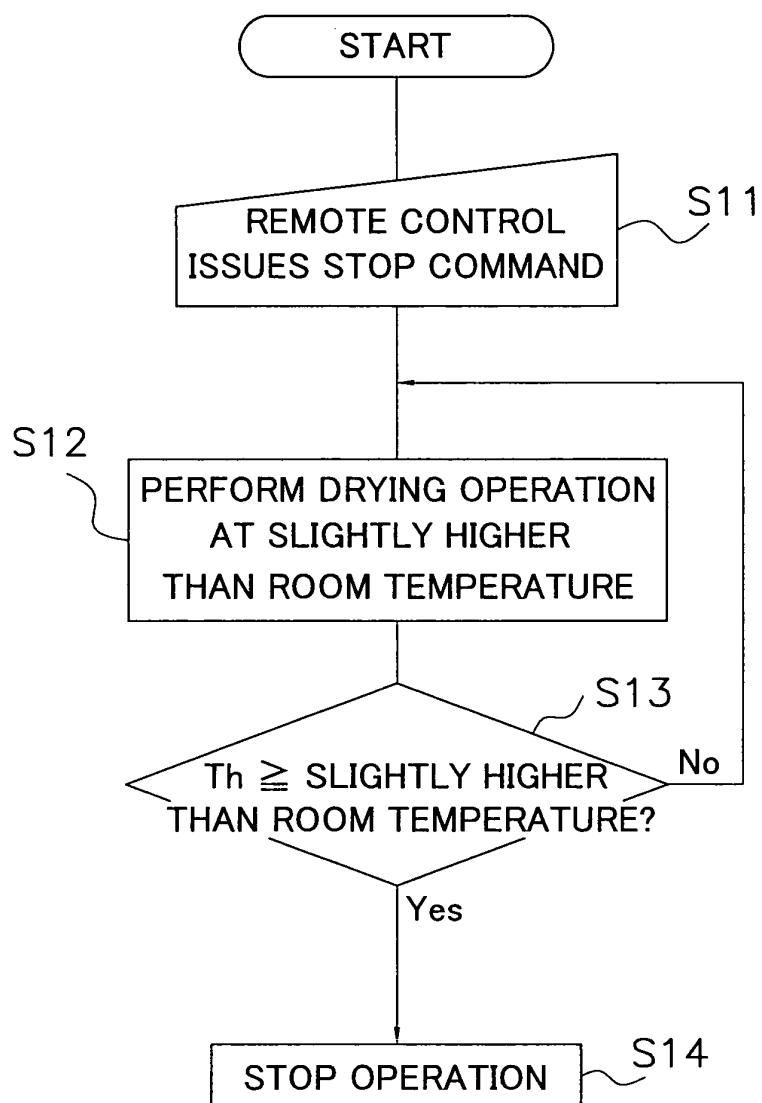 START
S11
REMOTE CONTROL
ISSUES STOP COMMAND
S12
PERFORM DRYING OPERATION
AT SLIGHTLY HIGHER
THAN ROOM TEMPERATURE
S13
Th ≧ SLIGHTLY HIGHER
THAN ROOM TEMPERATURE?
No
Yes
S14
STOP OPERATION